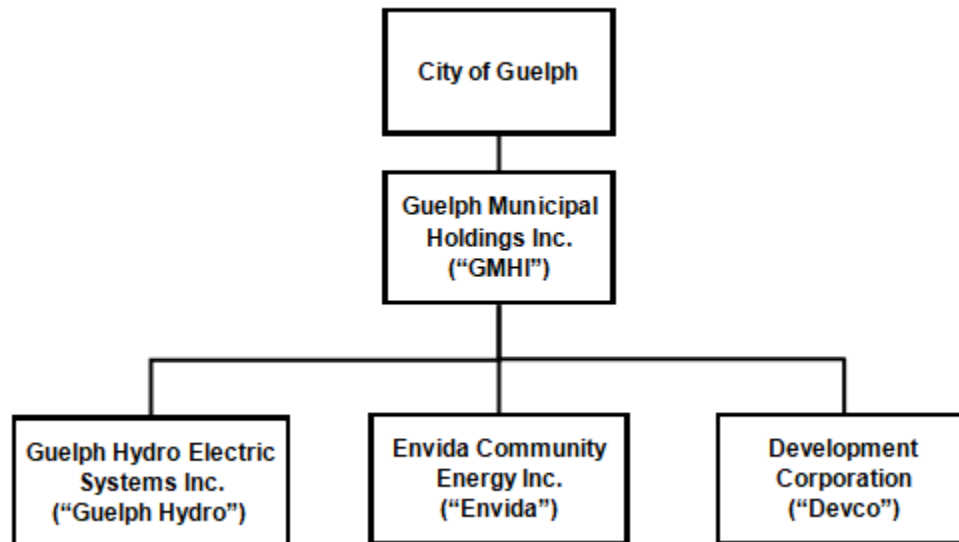 City of Guelph
Guelph Municipal
Holdings Inc.
(“GMHI”)
Guelph Hydro Electric
Systems Inc.
(“Guelph Hydro”)
Envida Community
Energy Inc.
(“Envida”)
Development
Corporation
(“Devco”)